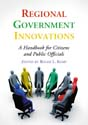 REGIONAL
GOVERNMENT
INNOVATIONS
A Handbook for Citizens
and Public Officials
EDITED BY ROGER L. KEMP